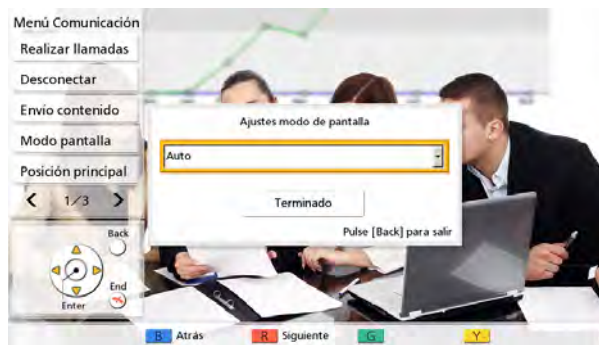 Menú Comunicación
Realizar llamadas
Desconectar
Envío contenido
Modo pantalla
Posición principal
1/3
Ajustes modo de pantalla
Auto
Terminado
Pulse [Back] para salir
Back
End
Enter
B Atrás R Siguiente G Y